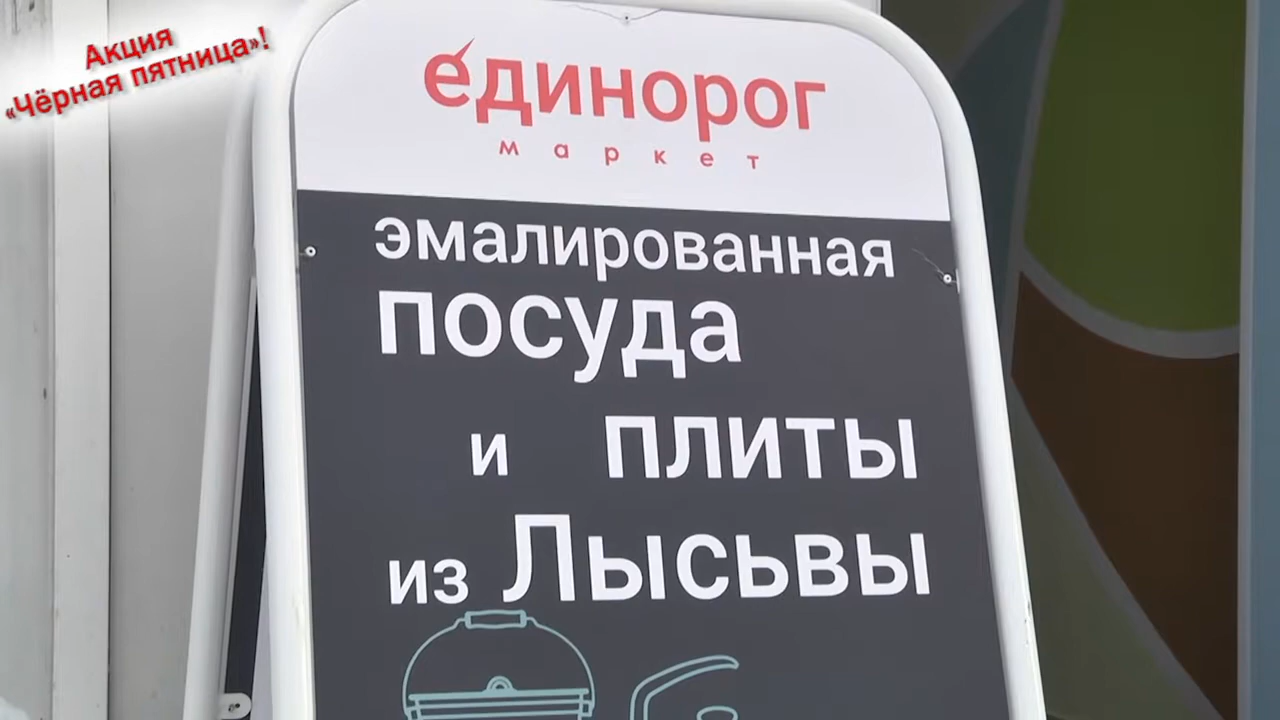 Акция
«Чёрная пятница»!
единорог
маркет
эмалированная
посуда
и плиты
из Лысьвы